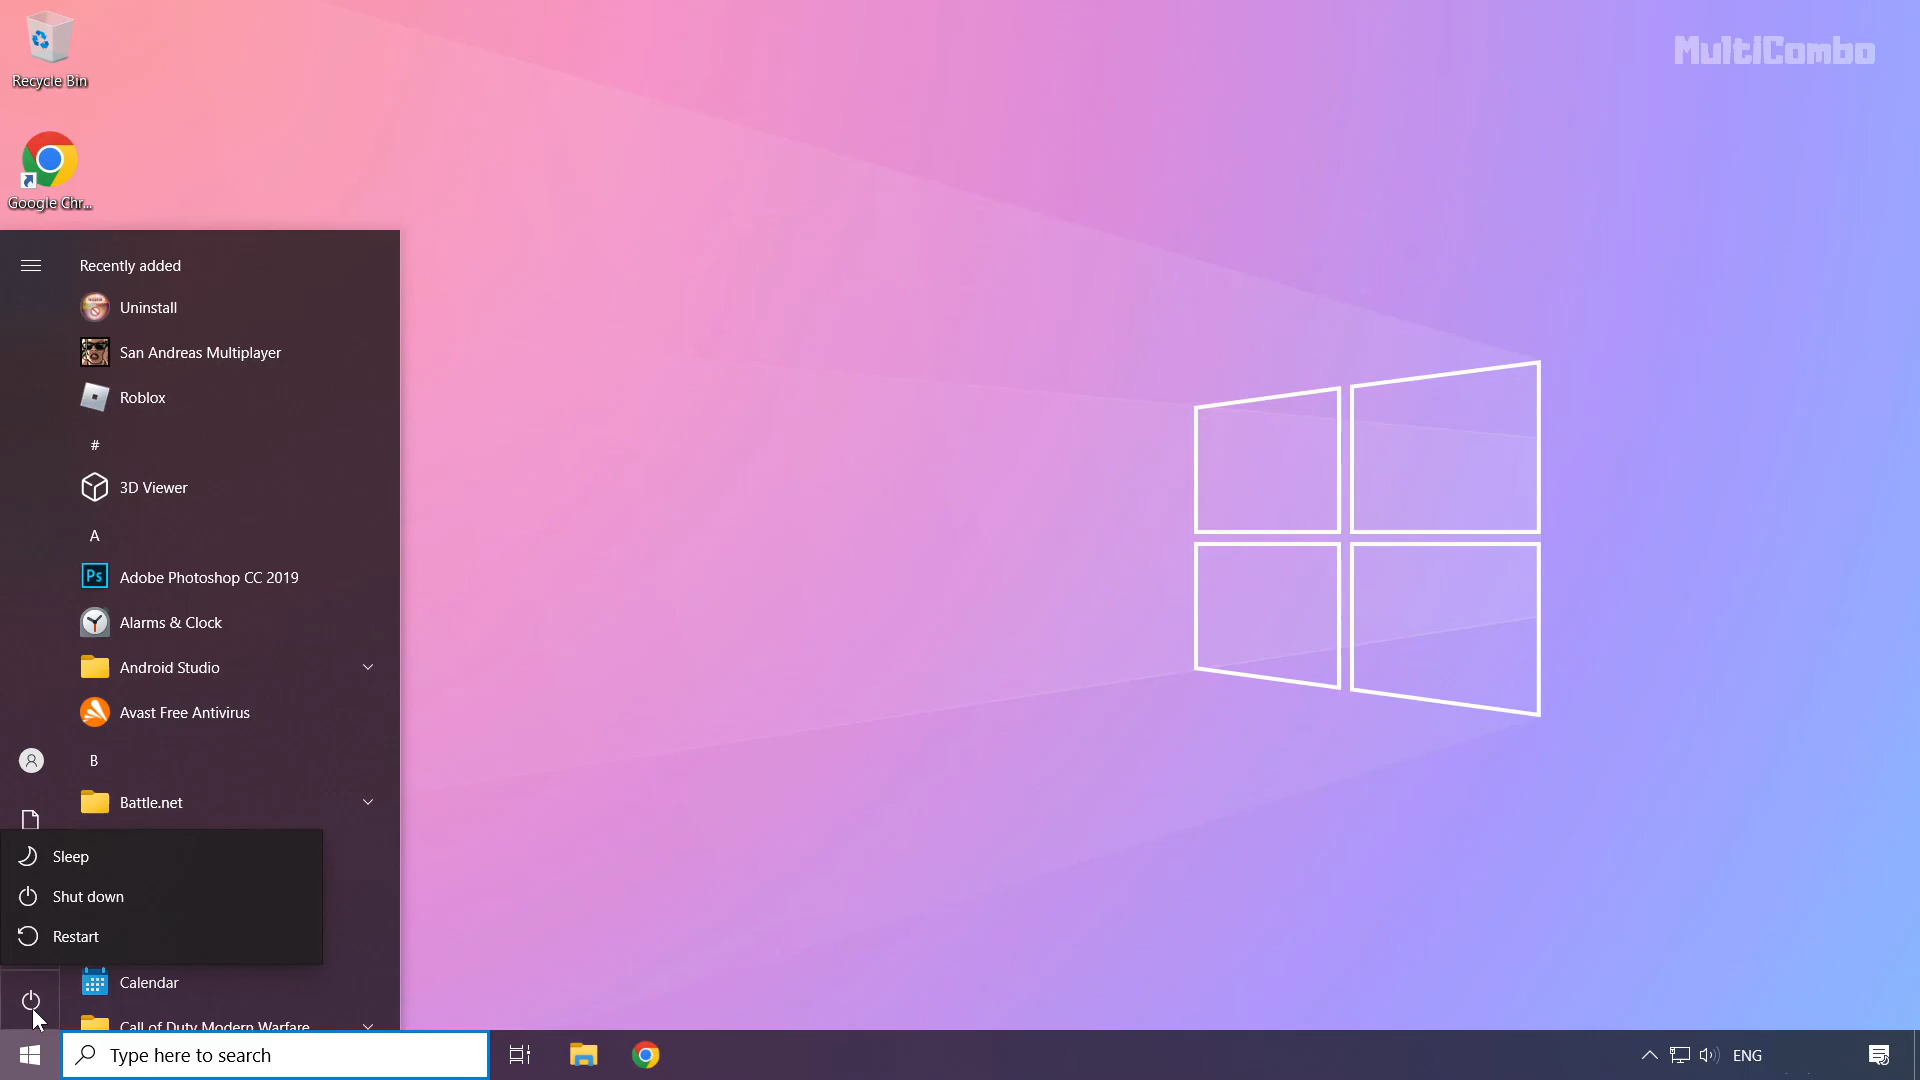 Recycle Bin
MultiCombo
Google Chr...
Recently added
Uninstall
San Andreas Multiplayer
Roblox
#
3D Viewer
A
Ps
Adobe Photoshop CC 2019
Alarms & Clock
Android Studio
Avast Free Antivirus
B
Battle.net
Sleep
Shut down
Restart
Calendar
Call of Duty Modern Warfare
Type here to search
ENG